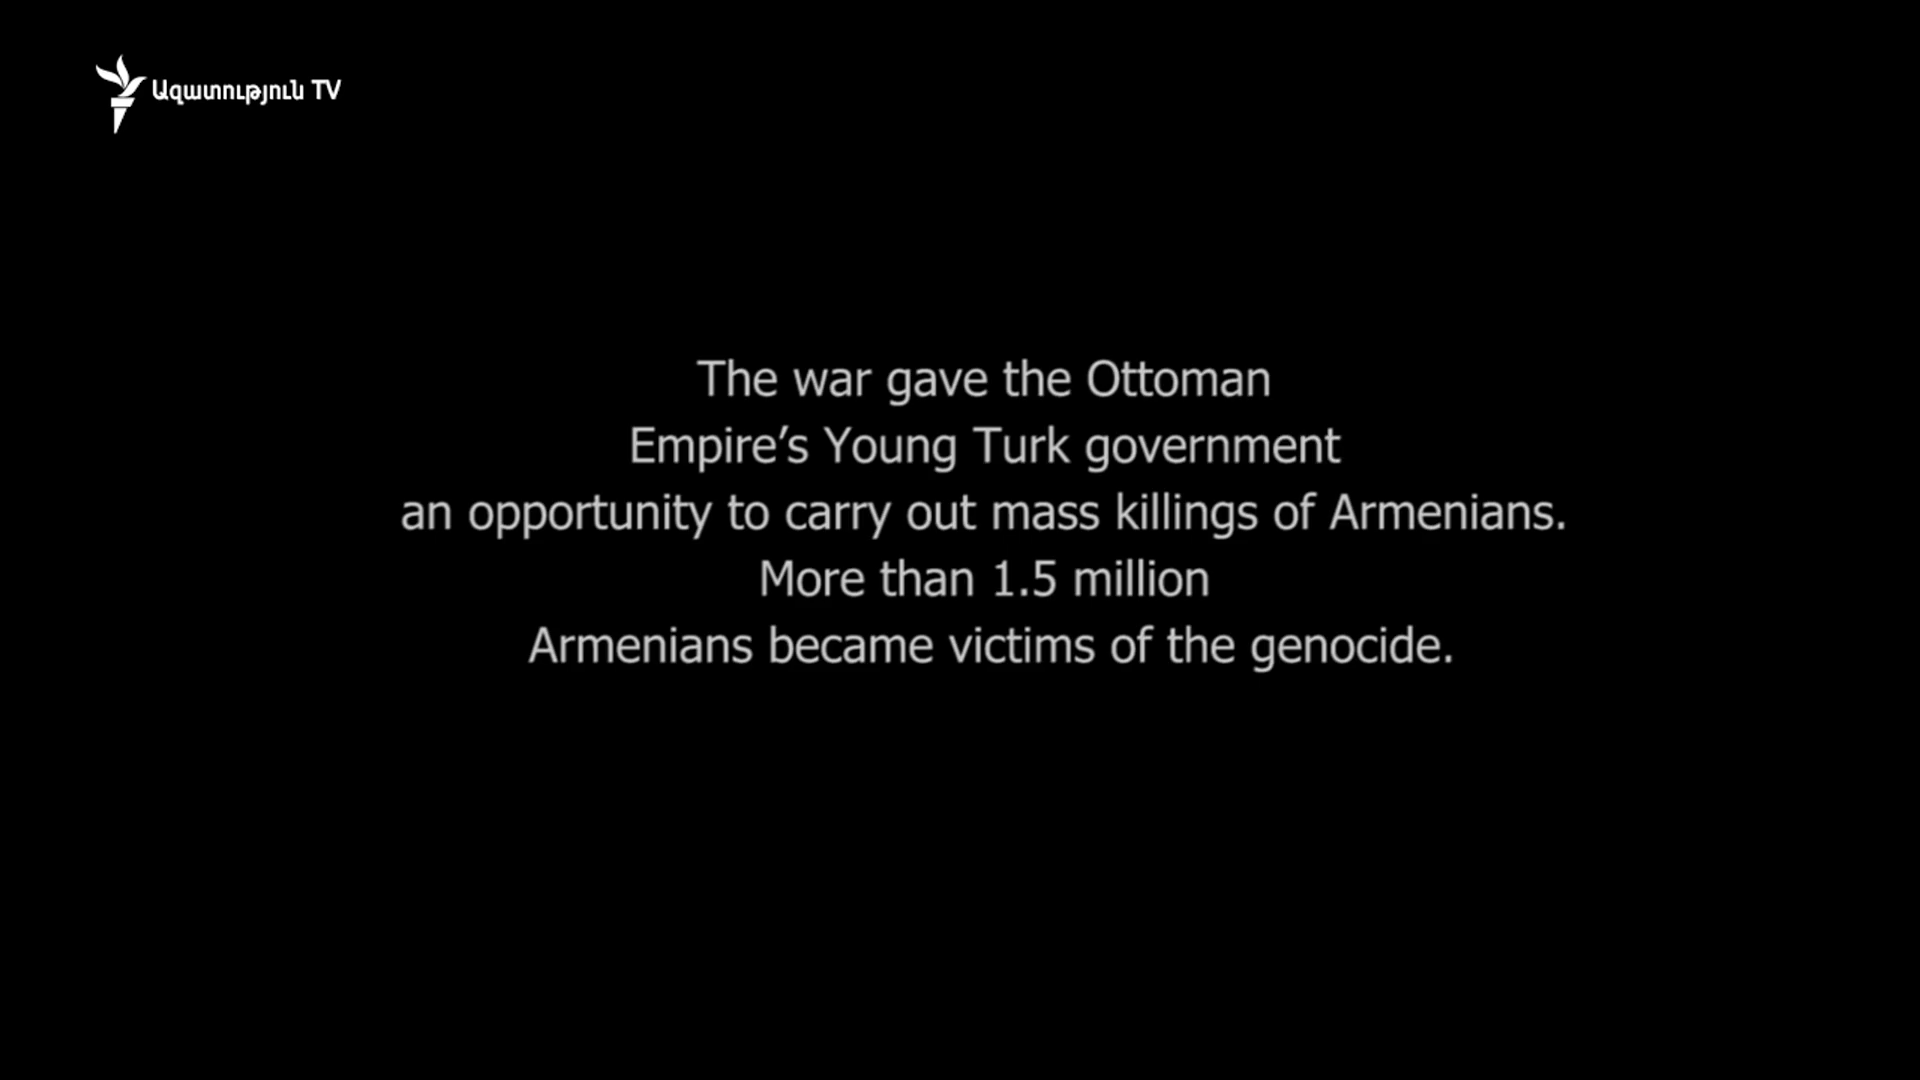 Ազատություն TV
The war gave the Ottoman
Empire’s Young Turk government
an opportunity to carry out mass killings of Armenians.
More than 1.5 million
Armenians became victims of the genocide.